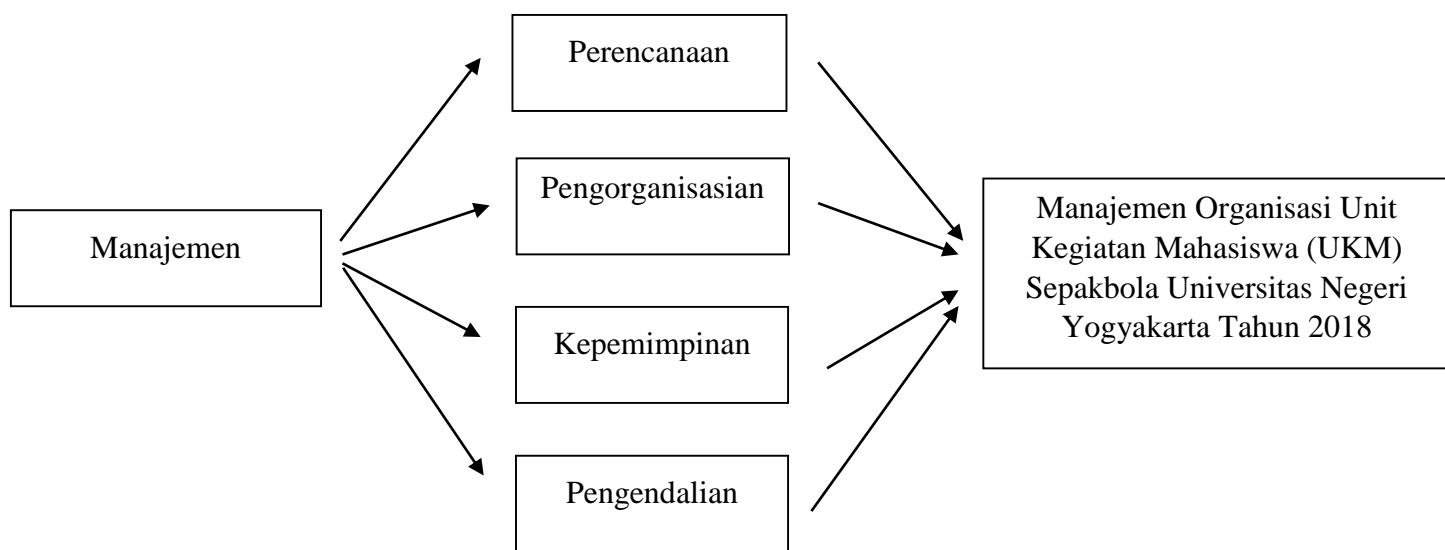 Perencanaan
Pengorganisasian
Manajemen
Kepemimpinan
Pengendalian
Manajemen Organisasi Unit
Kegiatan Mahasiswa (UKM)
Sepakbola Universitas Negeri
Yogyakarta Tahun 2018